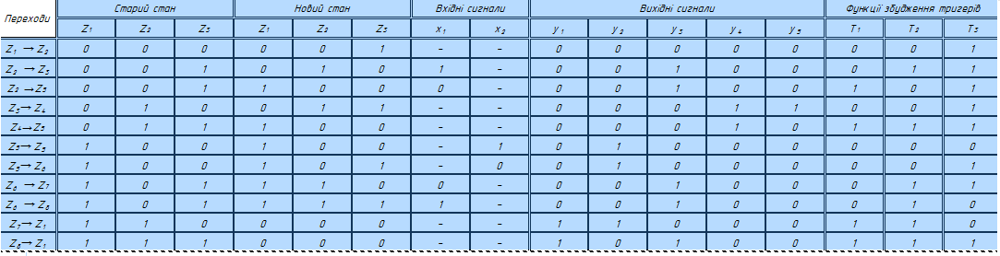 Переходи Старий стан Новий стан Вхідні сигнали Вихідні сигнали Функції збудження тригерів
Z₁ Z₂ Z₃ Z₁ Z₂ Z₃ x₁ x₂ y₁ y₂ y₃ y₄ y₅ T₁ T₂ T₃
Z₁ → Z₂ 0 0 0 0 0 1 – – 0 0 0 0 0 0 0 1
Z₂ → Z₃ 0 0 1 0 1 0 1 – 0 0 1 0 0 0 1 1
Z₂ → Z₅ 0 0 1 1 0 0 0 – 0 0 1 0 0 1 0 1
Z₃ → Z₄ 0 1 0 0 1 1 – – 0 0 0 1 1 0 0 1
Z₄ → Z₅ 0 1 1 1 0 0 – – 0 0 0 1 0 1 1 1
Z₅ → Z₅ 1 0 0 1 0 0 – 1 0 1 0 0 0 0 0 0
Z₅ → Z₆ 1 0 0 1 0 1 – 0 0 1 0 0 0 0 0 1
Z₆ → Z₇ 1 0 1 1 1 0 0 – 0 0 1 0 0 0 1 1
Z₆ → Z₈ 1 0 1 1 1 1 1 – 0 0 1 0 0 0 1 0
Z₇ → Z₁ 1 1 0 0 0 0 – – 1 1 0 0 0 1 1 0
Z₈ → Z₁ 1 1 1 0 0 0 – – 1 0 1 0 0 1 1 1